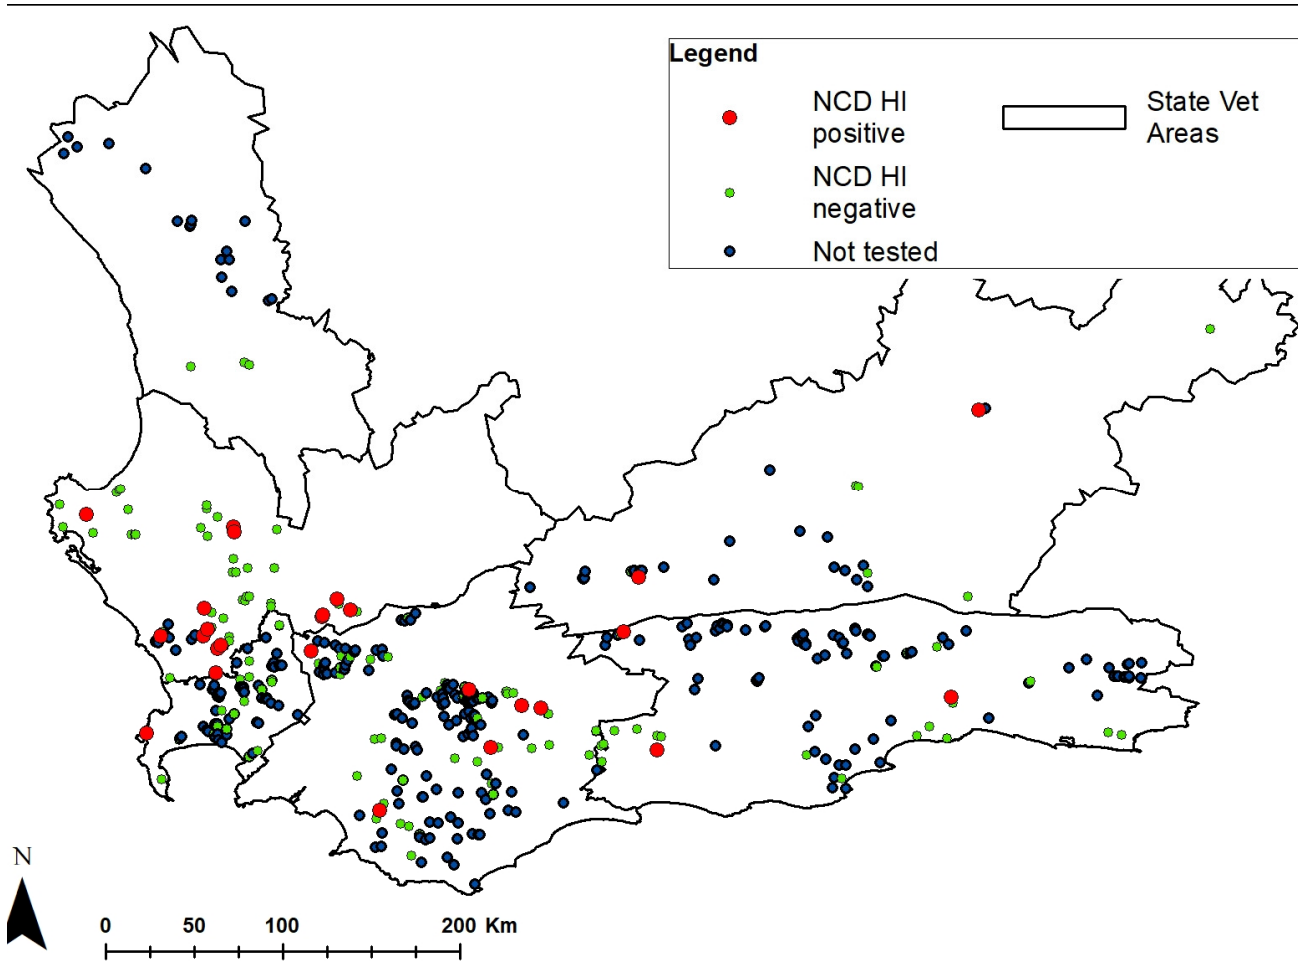 Legend
NCD HI
positive
State Vet
Areas
NCD HI
negative
Not tested
N
0 50 100 200 Km